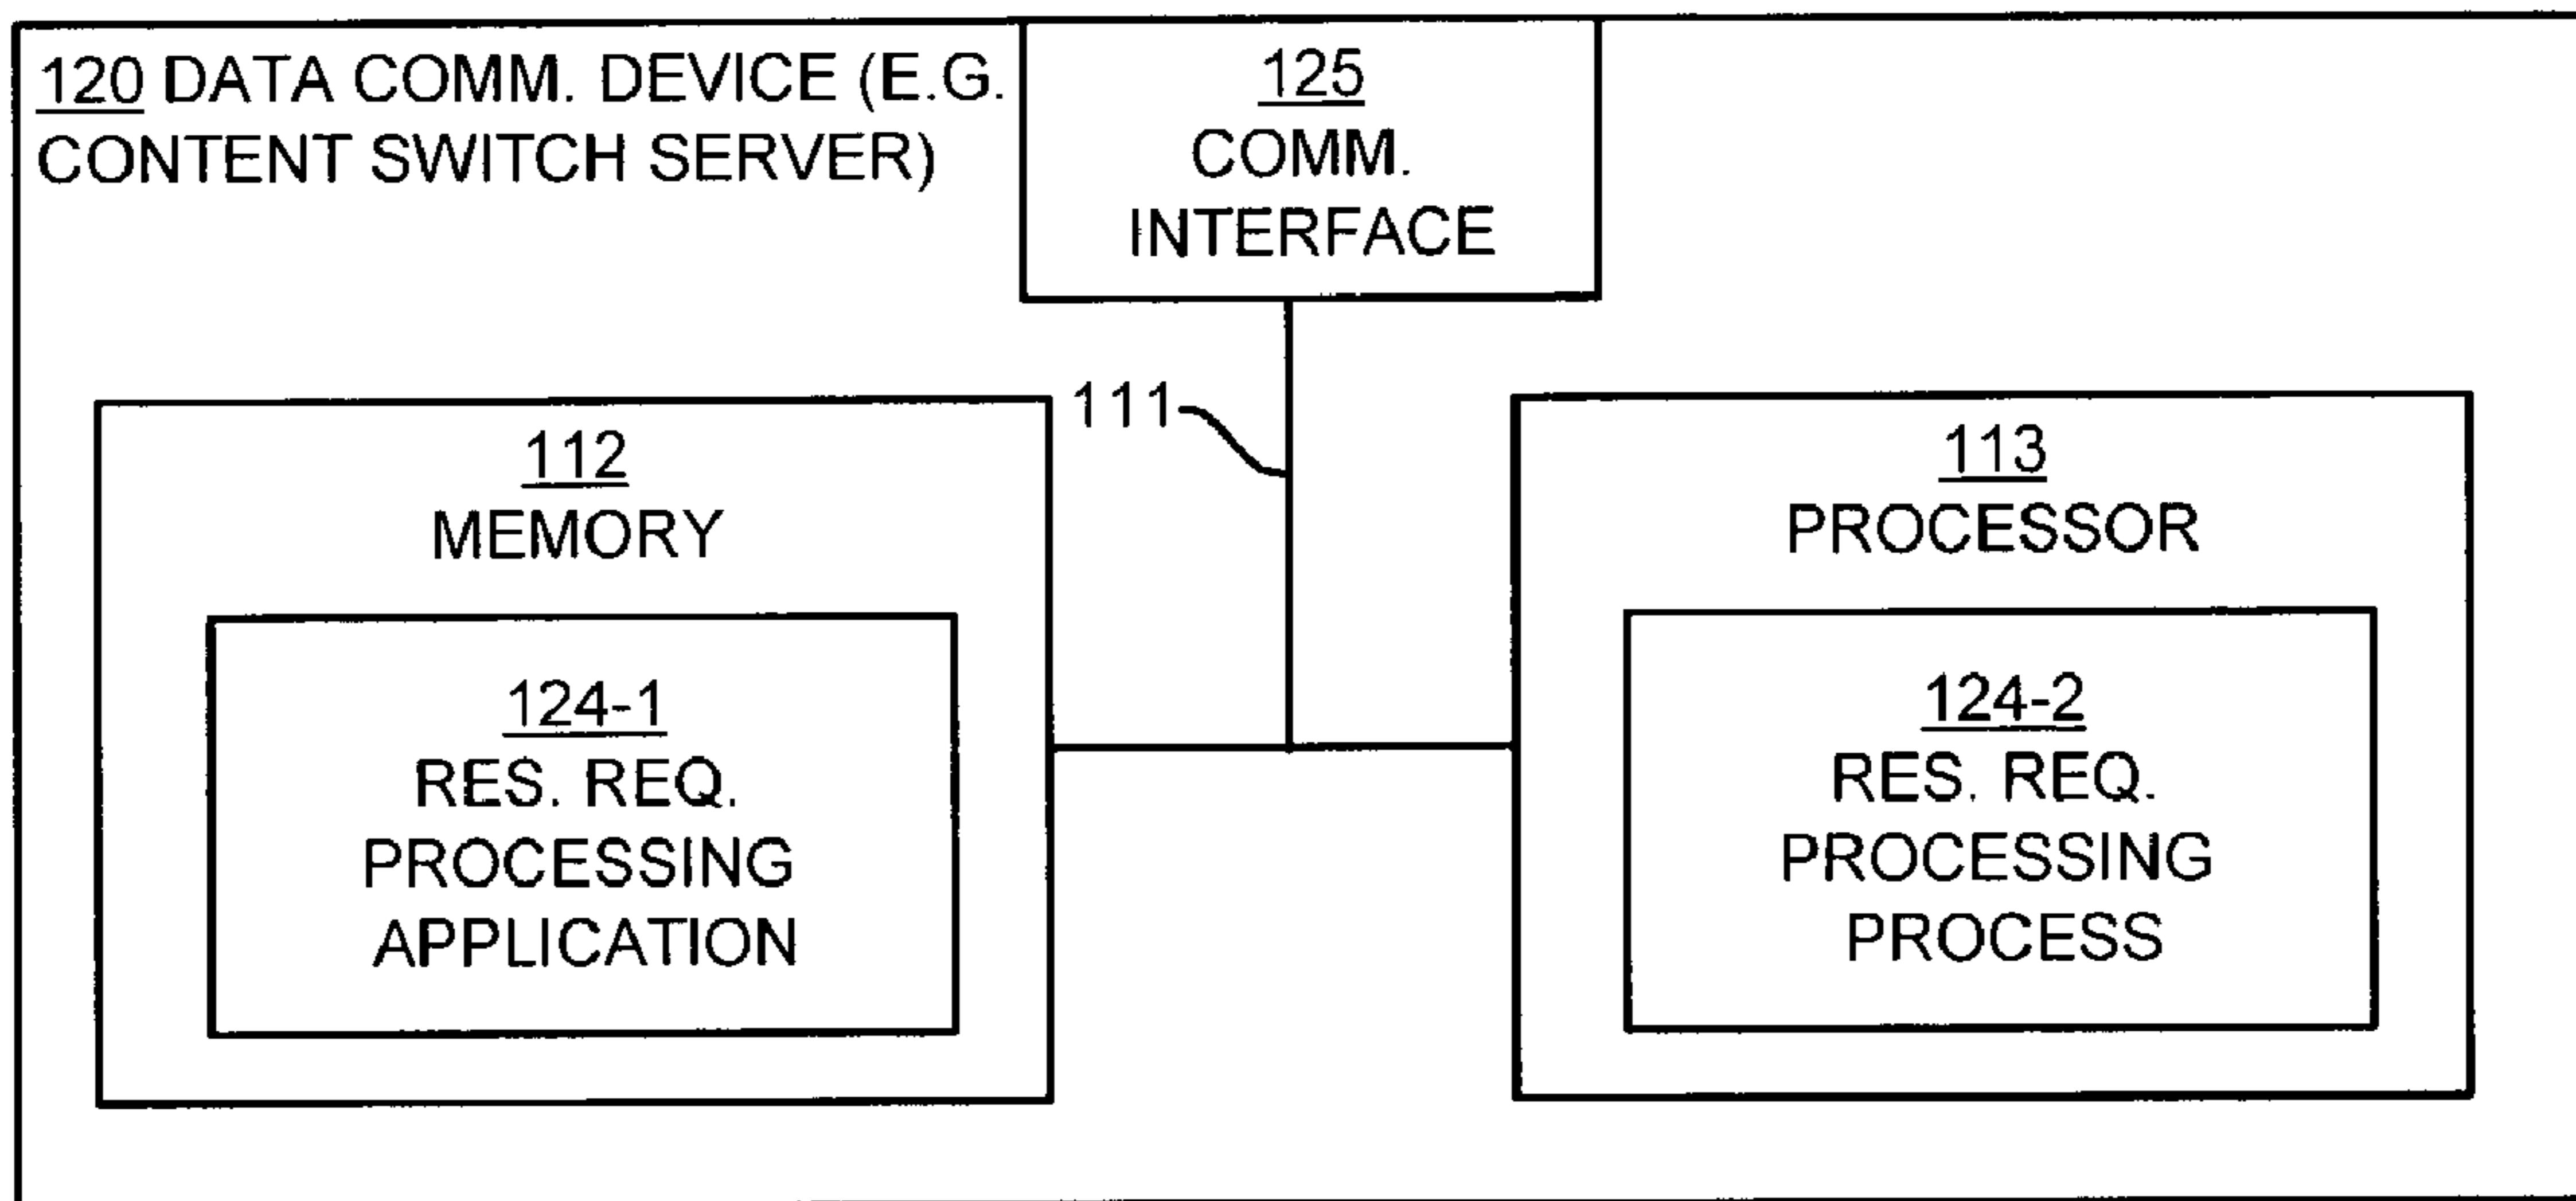 120 DATA COMM. DEVICE (E.G.
CONTENT SWITCH SERVER)
125
COMM.
INTERFACE
111
112
MEMORY
124-1
RES. REQ.
PROCESSING
APPLICATION
113
PROCESSOR
124-2
RES. REQ.
PROCESSING
PROCESS